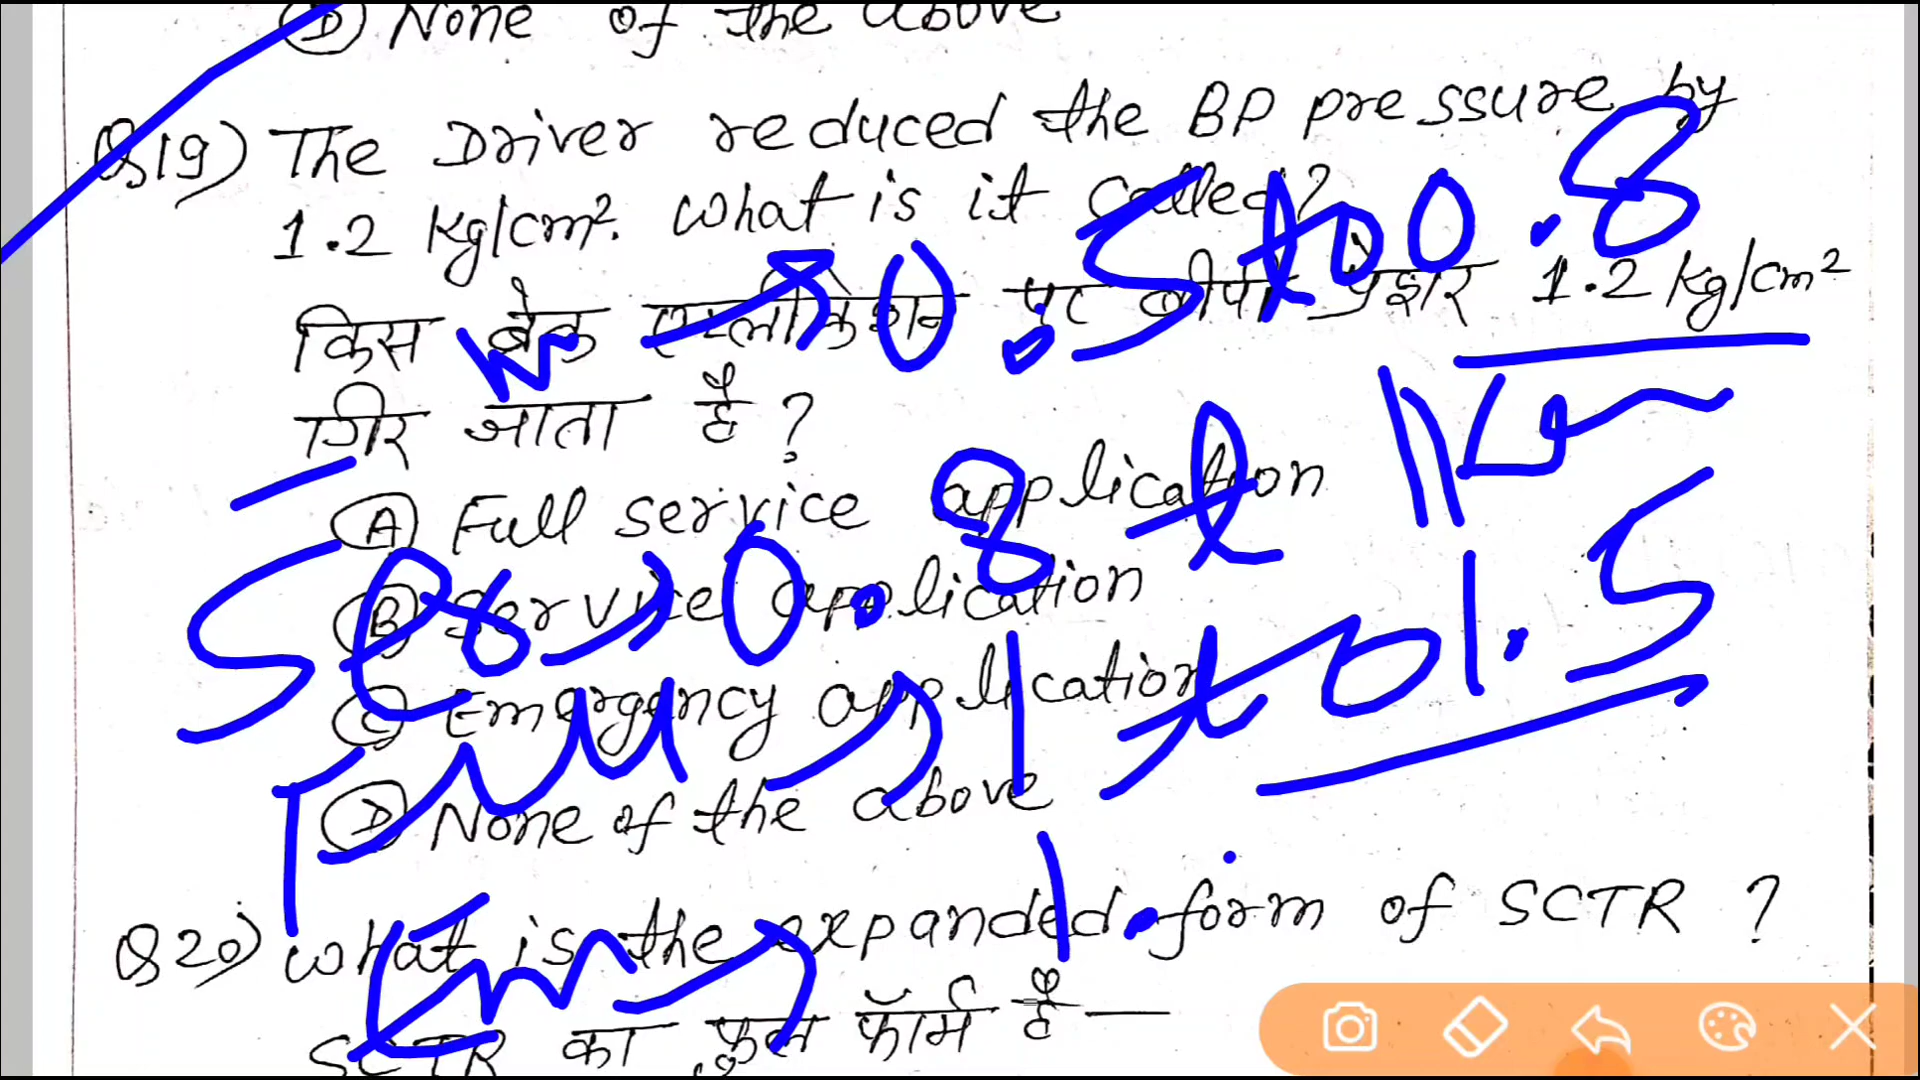 D None of the above
Q19) The Driver reduced the BP pressure by
1.2 Kg/cm². What is it called?
किस ब्रेक एप्लीकेशन पर बीपी प्रेशर 1.2 Kg/cm²
गिर जाता है ?
A Full service application
B Service application
C Emergency application
D None of the above
Q20) What is the expanded form of SCTR ?
SCTR का फुल फॉर्म है —
0.5 to 0.8
0.8 t
1 to 1.5